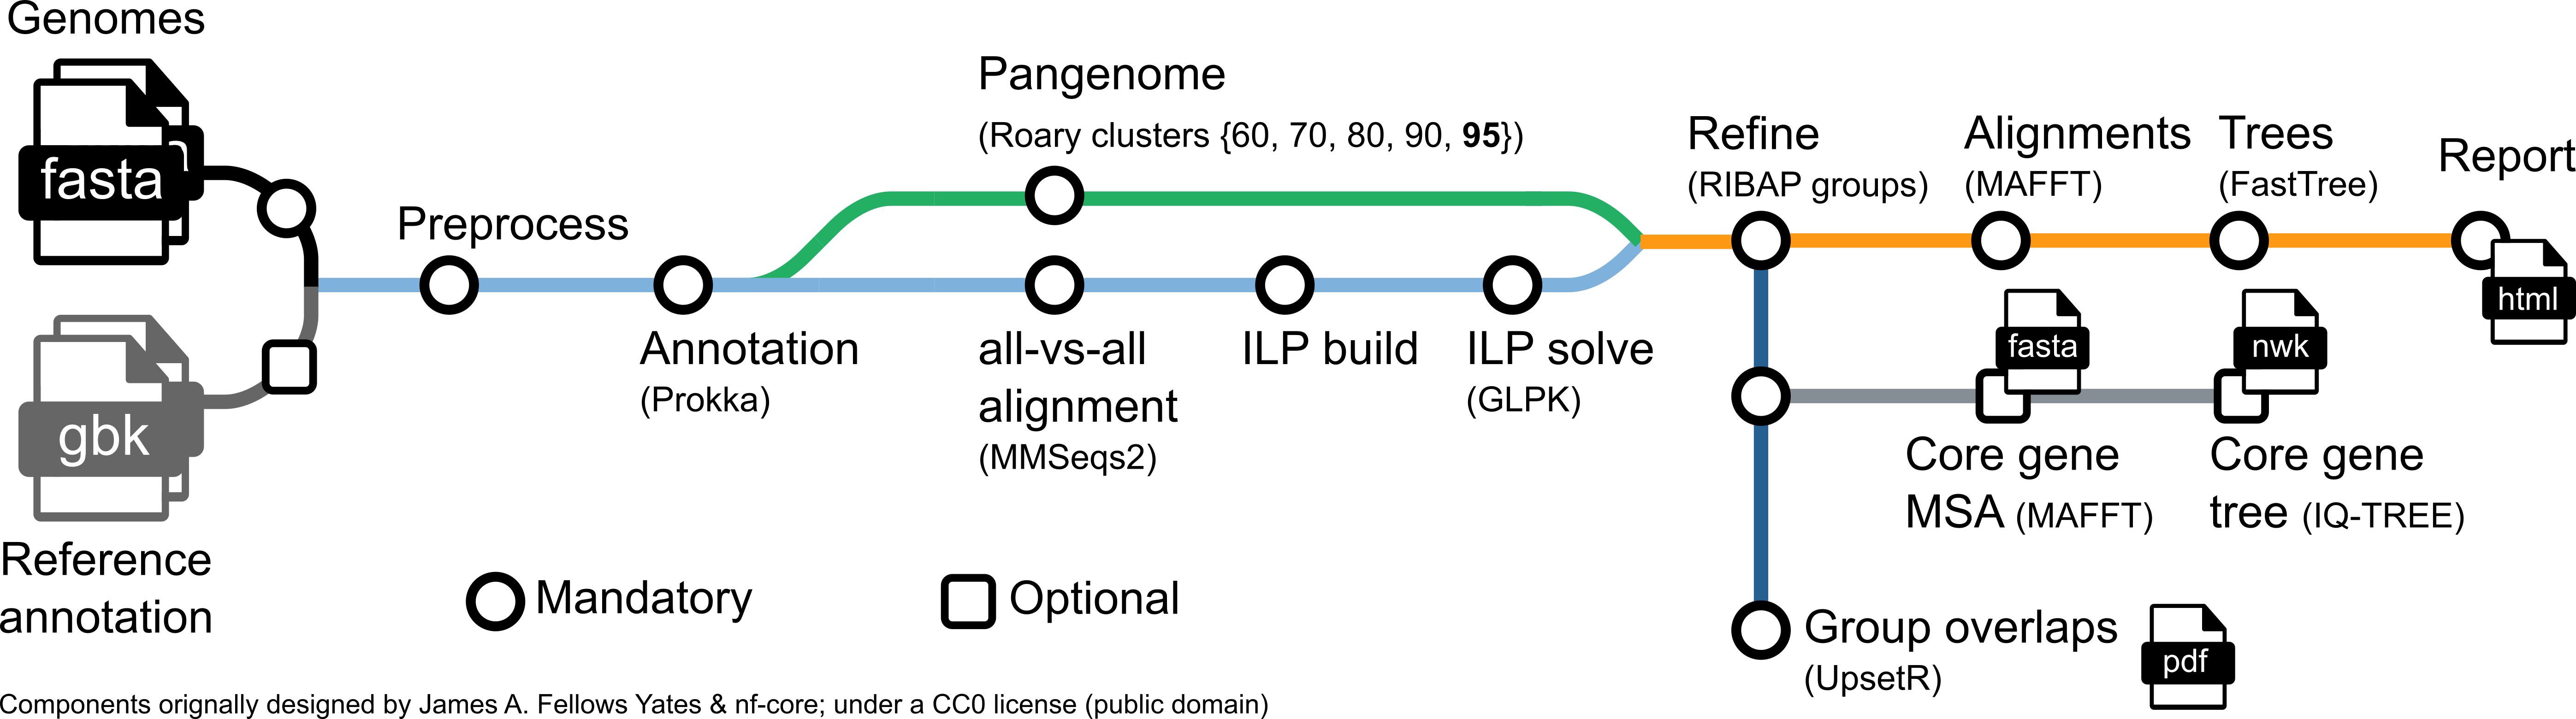 Genomes
fasta
gbk
Reference
annotation
Preprocess
Annotation
(Prokka)
Pangenome
(Roary clusters {60, 70, 80, 90, 95})
all-vs-all
alignment
(MMSeqs2)
ILP build
ILP solve
(GLPK)
Refine
(RIBAP groups)
Alignments
(MAFFT)
Trees
(FastTree)
Report
html
fasta
nwk
Core gene
MSA (MAFFT)
Core gene
tree (IQ-TREE)
Group overlaps
(UpsetR)
pdf
Mandatory
Optional
Components orignally designed by James A. Fellows Yates & nf-core; under a CC0 license (public domain)